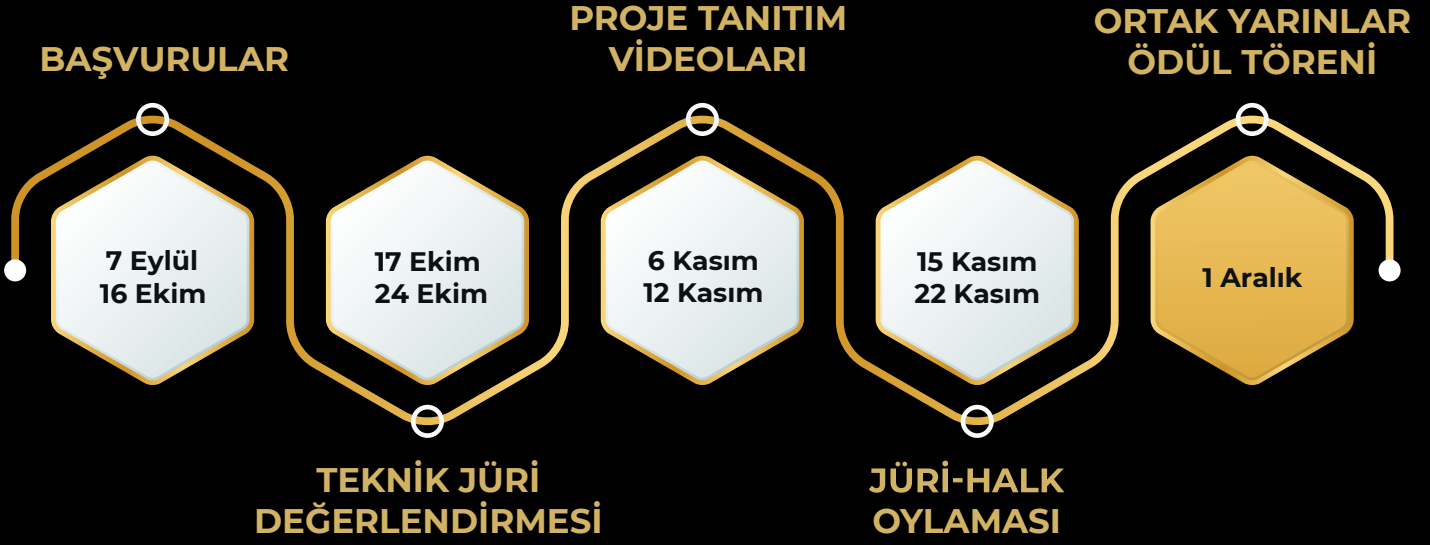 BAŞVURULAR
7 Eylül
16 Ekim
TEKNİK JÜRİ
DEĞERLENDİRMESİ
17 Ekim
24 Ekim
PROJE TANITIM
VİDEOLARI
6 Kasım
12 Kasım
JÜRİ-HALK
OYLAMASI
15 Kasım
22 Kasım
ORTAK YARINLAR
ÖDÜL TÖRENİ
1 Aralık